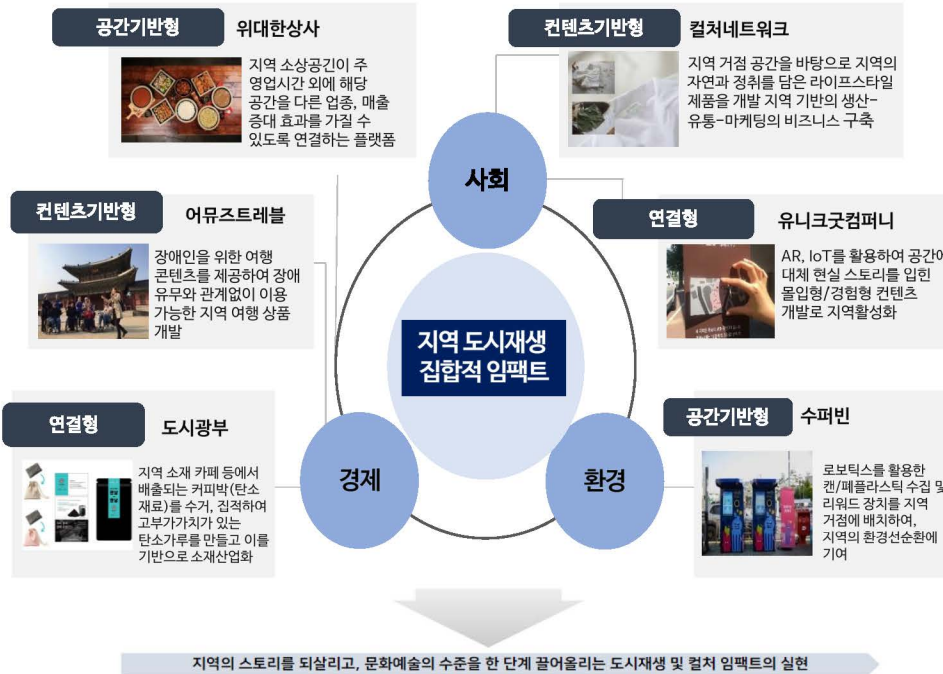 공간기반형
위대한상사
지역 소상공긴이 주
영업시간 외에 해당
공간을 다른 업종, 매출
증대 효과를 가질 수
있도록 연결하는 플랫폼
컨텐츠기반형
컬처네트워크
지역 거점 공간을 바탕으로 지역의
자연과 정취를 담은 라이프스타일
제품을 개발 지역 기반의 생산-
유통-마케팅의 비즈니스 구축
사회
컨텐츠기반형
어뮤즈트레블
장애인을 위한 여행
콘텐츠를 제공하여 장애
유무와 관계없이 이용
가능한 지역 여행 상품
개발
연결형
유니크굿컴퍼니
AR, IoT를 활용하여 공간에
대체 현실 스토리를 입힌
몰입형/경험형 컨텐츠
개발로 지역활성화
지역 도시재생
집합적 임팩트
연결형
도시광부
지역 소재 카페 등에서
배출되는 커피박(탄소
재료)를 수거, 집적하여
고부가가치가 있는
탄소가루를 만들고 이를
기반으로 소재산업화
경제
환경
공간기반형
수퍼빈
로보틱스를 활용한
캔/폐플라스틱 수집 및
리워드 장치를 지역
거점에 배치하여,
지역의 환경선순환에
기여
지역의 스토리를 되살리고, 문화예술의 수준을 한 단계 끌어올리는 도시재생 및 컬처 임팩트의 실현